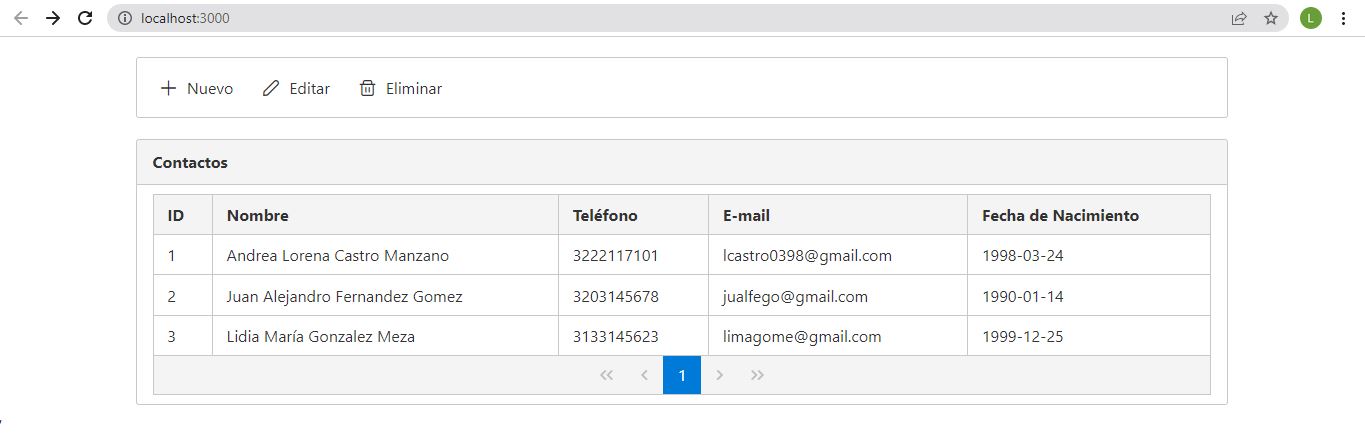 localhost:3000
L
Nuevo Editar Eliminar
Contactos
ID Nombre Teléfono E-mail Fecha de Nacimiento
1 Andrea Lorena Castro Manzano 3222117101 lcastro0398@gmail.com 1998-03-24
2 Juan Alejandro Fernandez Gomez 3203145678 jualfego@gmail.com 1990-01-14
3 Lidia María Gonzalez Meza 3133145623 limagome@gmail.com 1999-12-25
1